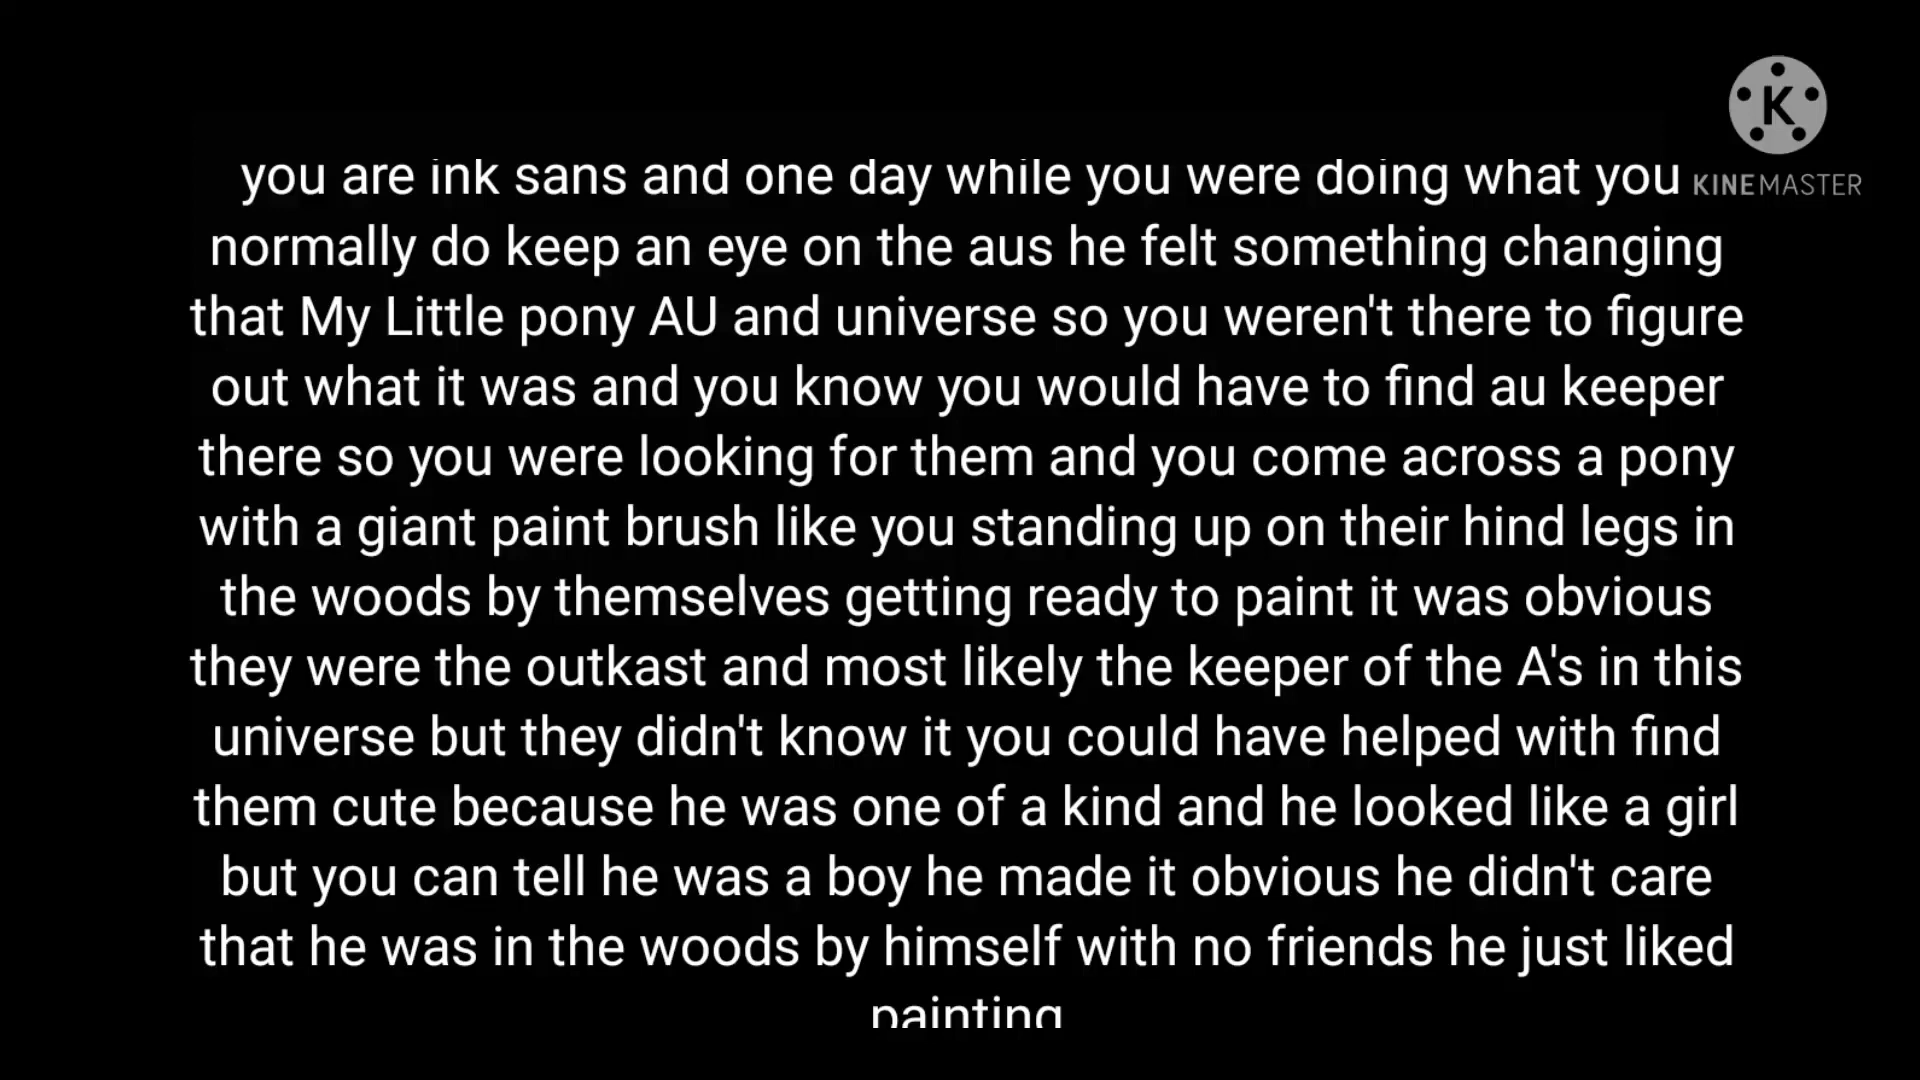 K
KINEMASTER
you are ink sans and one day while you were doing what you
normally do keep an eye on the aus he felt something changing
that My Little pony AU and universe so you weren't there to figure
out what it was and you know you would have to find au keeper
there so you were looking for them and you come across a pony
with a giant paint brush like you standing up on their hind legs in
the woods by themselves getting ready to paint it was obvious
they were the outkast and most likely the keeper of the A's in this
universe but they didn't know it you could have helped with find
them cute because he was one of a kind and he looked like a girl
but you can tell he was a boy he made it obvious he didn't care
that he was in the woods by himself with no friends he just liked
painting